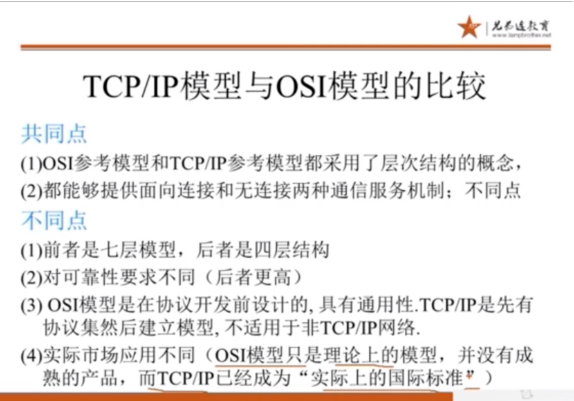 兄弟连教育
www.lampbrother.net
TCP/IP模型与OSI模型的比较
共同点
(1)OSI参考模型和TCP/IP参考模型都采用了层次结构的概念，
(2)都能够提供面向连接和无连接两种通信服务机制；不同点
不同点
(1)前者是七层模型，后者是四层结构
(2)对可靠性要求不同（后者更高）
(3) OSI模型是在协议开发前设计的, 具有通用性.TCP/IP是先有
协议集然后建立模型, 不适用于非TCP/IP网络.
(4)实际市场应用不同（OSI模型只是理论上的模型，并没有成
熟的产品，而TCP/IP已经成为“实际上的国际标准”）